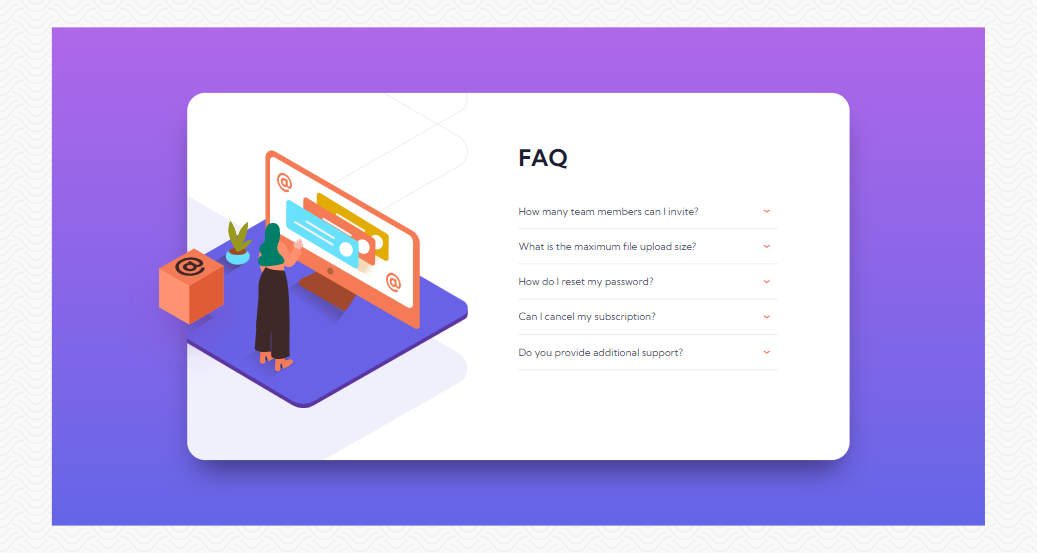 FAQ
How many team members can I invite?
What is the maximum file upload size?
How do I reset my password?
Can I cancel my subscription?
Do you provide additional support?
@
@
@